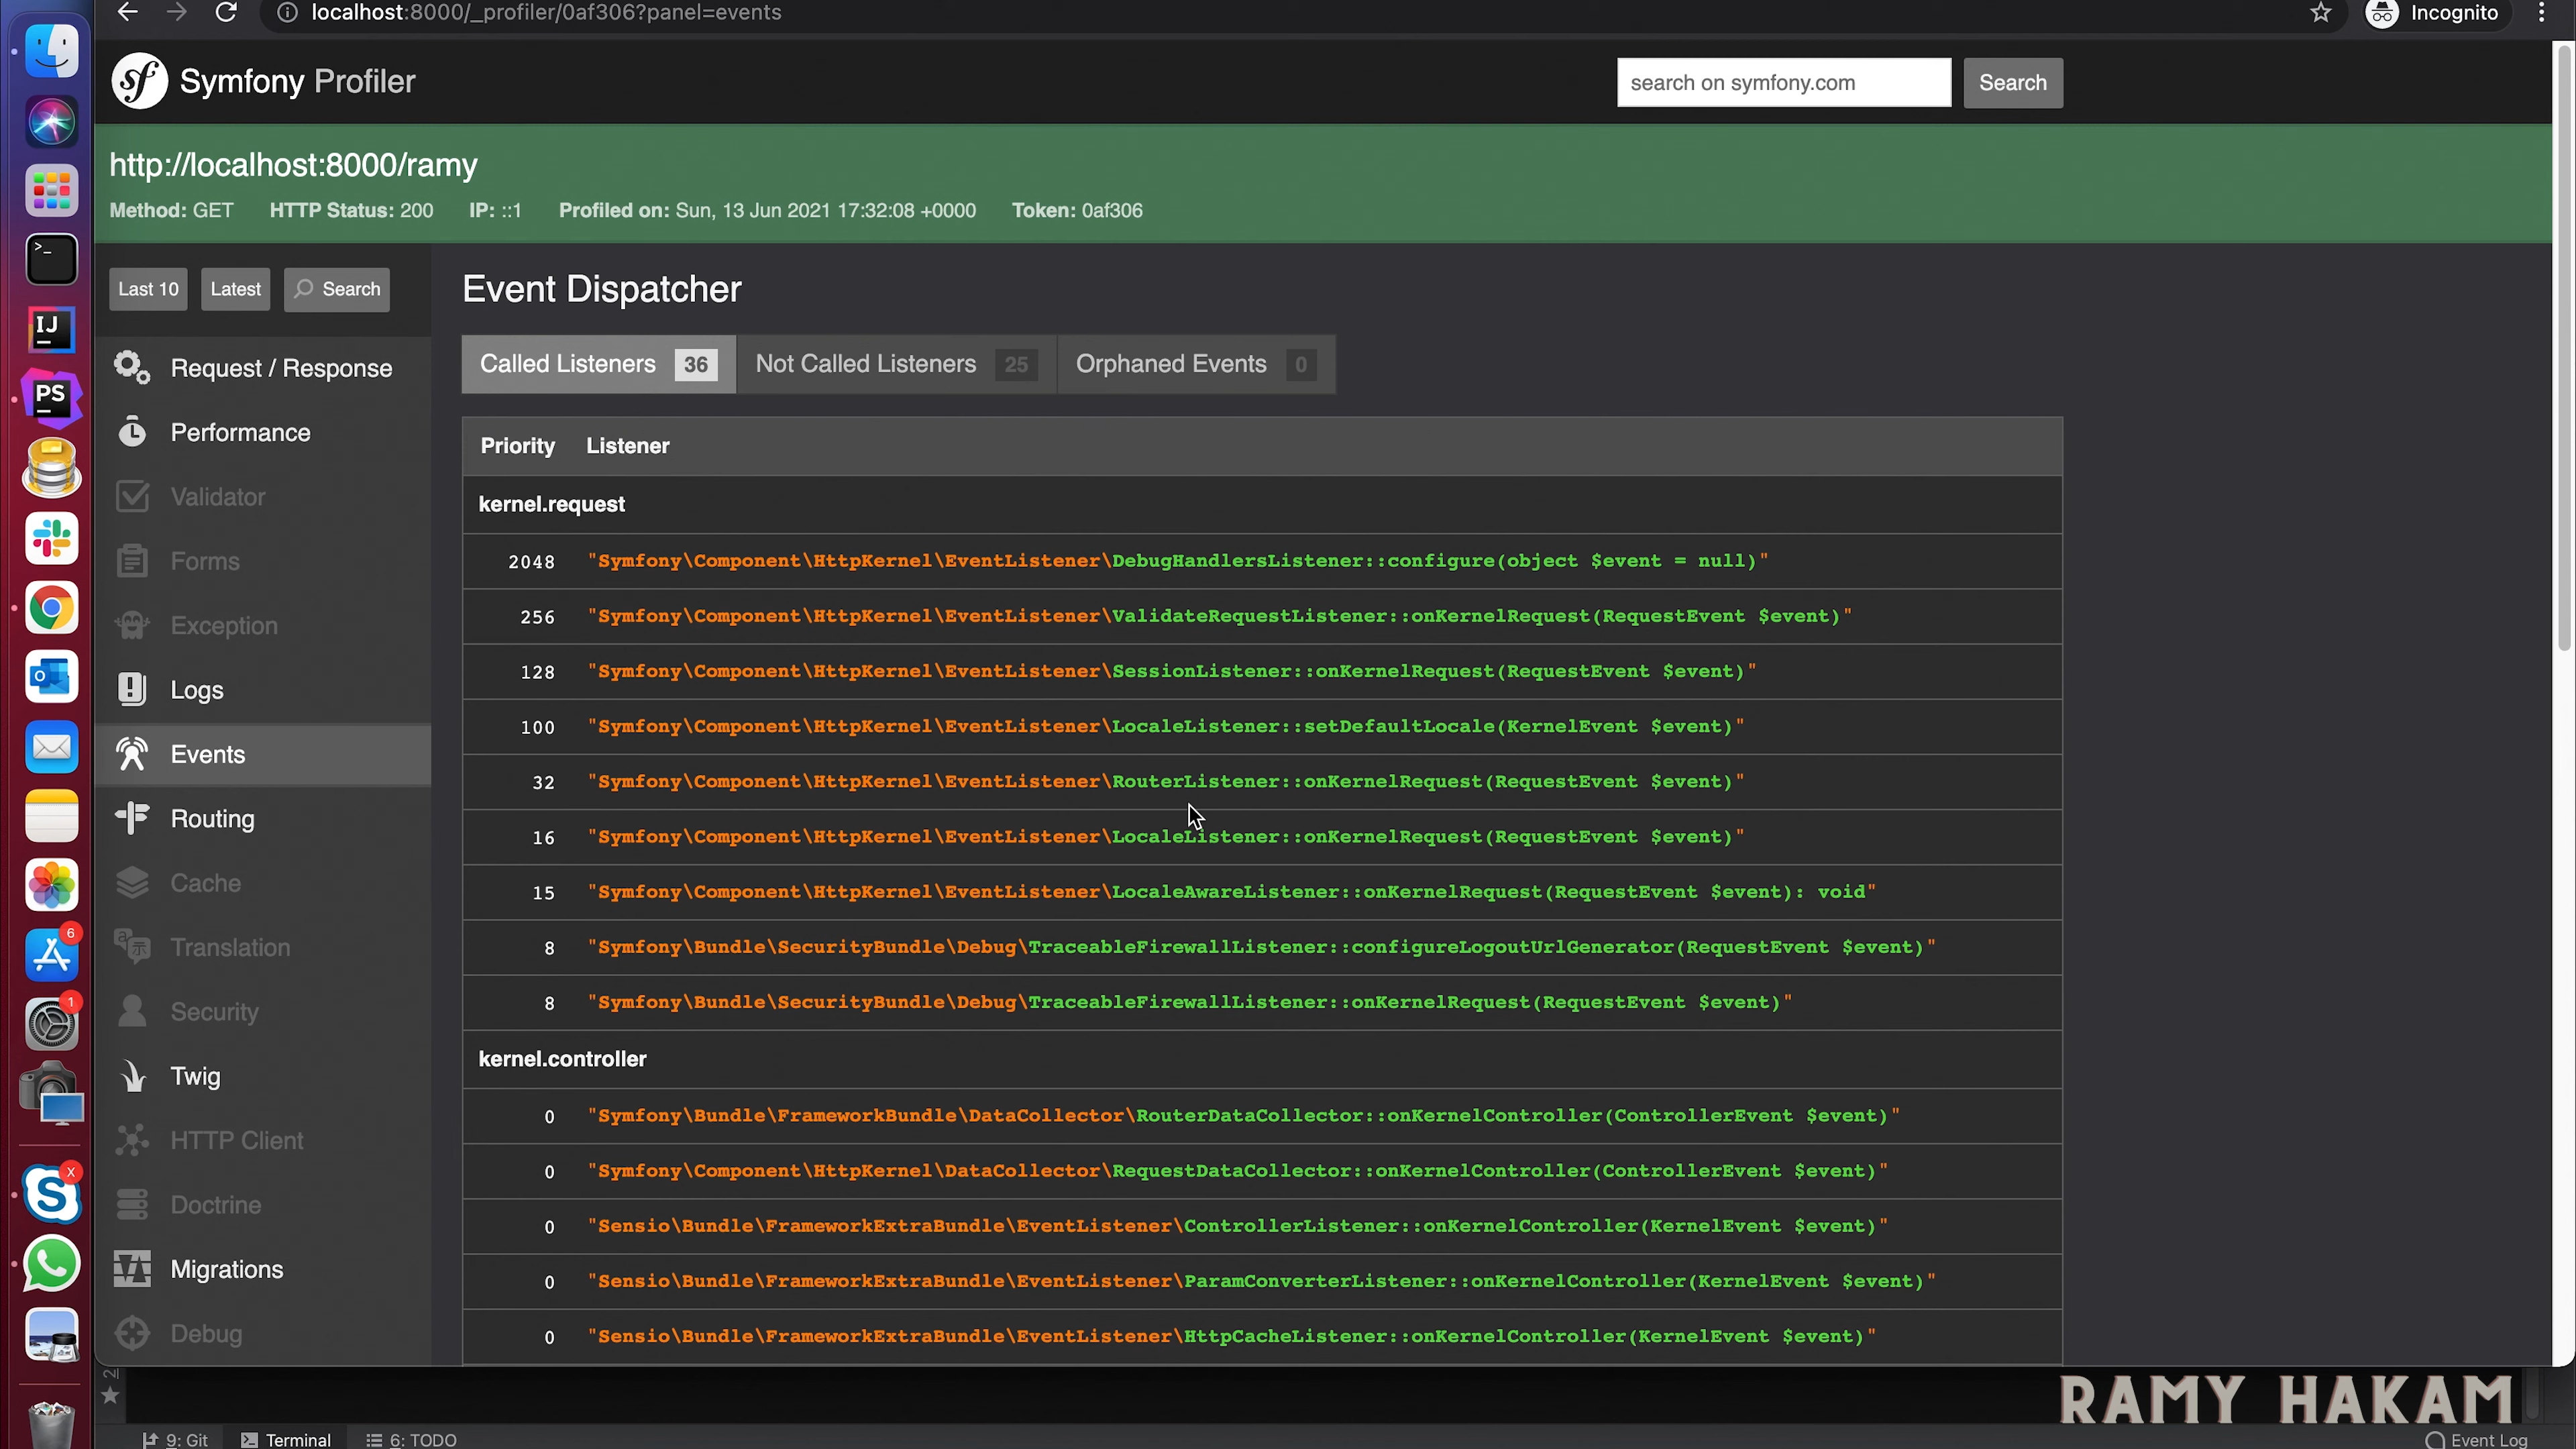 localhost:8000/_profiler/0af306?panel=events
Incognito
sf Symfony Profiler
search on symfony.com
Search
http://localhost:8000/ramy
Method: GET HTTP Status: 200 IP: ::1 Profiled on: Sun, 13 Jun 2021 17:32:08 +0000 Token: 0af306
Last 10
Latest
Search
Request / Response
Performance
Validator
Forms
Exception
Logs
Events
Routing
Cache
Translation
Security
Twig
HTTP Client
Doctrine
Migrations
Debug
Event Dispatcher
Called Listeners 36
Not Called Listeners 25
Orphaned Events 0
Priority Listener
kernel.request
2048 "Symfony\Component\HttpKernel\EventListener\DebugHandlersListener::configure(object $event = null)"
256 "Symfony\Component\HttpKernel\EventListener\ValidateRequestListener::onKernelRequest(RequestEvent $event)"
128 "Symfony\Component\HttpKernel\EventListener\SessionListener::onKernelRequest(RequestEvent $event)"
100 "Symfony\Component\HttpKernel\EventListener\LocaleListener::setDefaultLocale(KernelEvent $event)"
32 "Symfony\Component\HttpKernel\EventListener\RouterListener::onKernelRequest(RequestEvent $event)"
16 "Symfony\Component\HttpKernel\EventListener\LocaleListener::onKernelRequest(RequestEvent $event)"
15 "Symfony\Component\HttpKernel\EventListener\LocaleAwareListener::onKernelRequest(RequestEvent $event): void"
8 "Symfony\Bundle\SecurityBundle\Debug\TraceableFirewallListener::configureLogoutUrlGenerator(RequestEvent $event)"
8 "Symfony\Bundle\SecurityBundle\Debug\TraceableFirewallListener::onKernelRequest(RequestEvent $event)"
kernel.controller
0 "Symfony\Bundle\FrameworkBundle\DataCollector\RouterDataCollector::onKernelController(ControllerEvent $event)"
0 "Symfony\Component\HttpKernel\DataCollector\RequestDataCollector::onKernelController(ControllerEvent $event)"
0 "Sensio\Bundle\FrameworkExtraBundle\EventListener\ControllerListener::onKernelController(KernelEvent $event)"
0 "Sensio\Bundle\FrameworkExtraBundle\EventListener\ParamConverterListener::onKernelController(KernelEvent $event)"
0 "Sensio\Bundle\FrameworkExtraBundle\EventListener\HttpCacheListener::onKernelController(KernelEvent $event)"
IJ
PS
6
1
X
S
RAMY HAKAM
9: Git
Terminal
6: TODO
Event Log